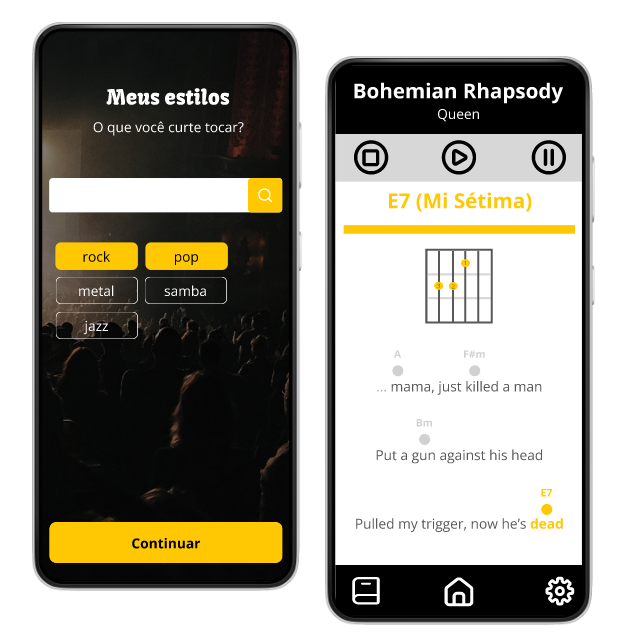 Meus estilos
O que você curte tocar?
rock
pop
metal
samba
jazz
Continuar
Bohemian Rhapsody
Queen
E7 (Mi Sétima)
A F#m
... mama, just killed a man
Bm
Put a gun against his head
E7
Pulled my trigger, now he's dead